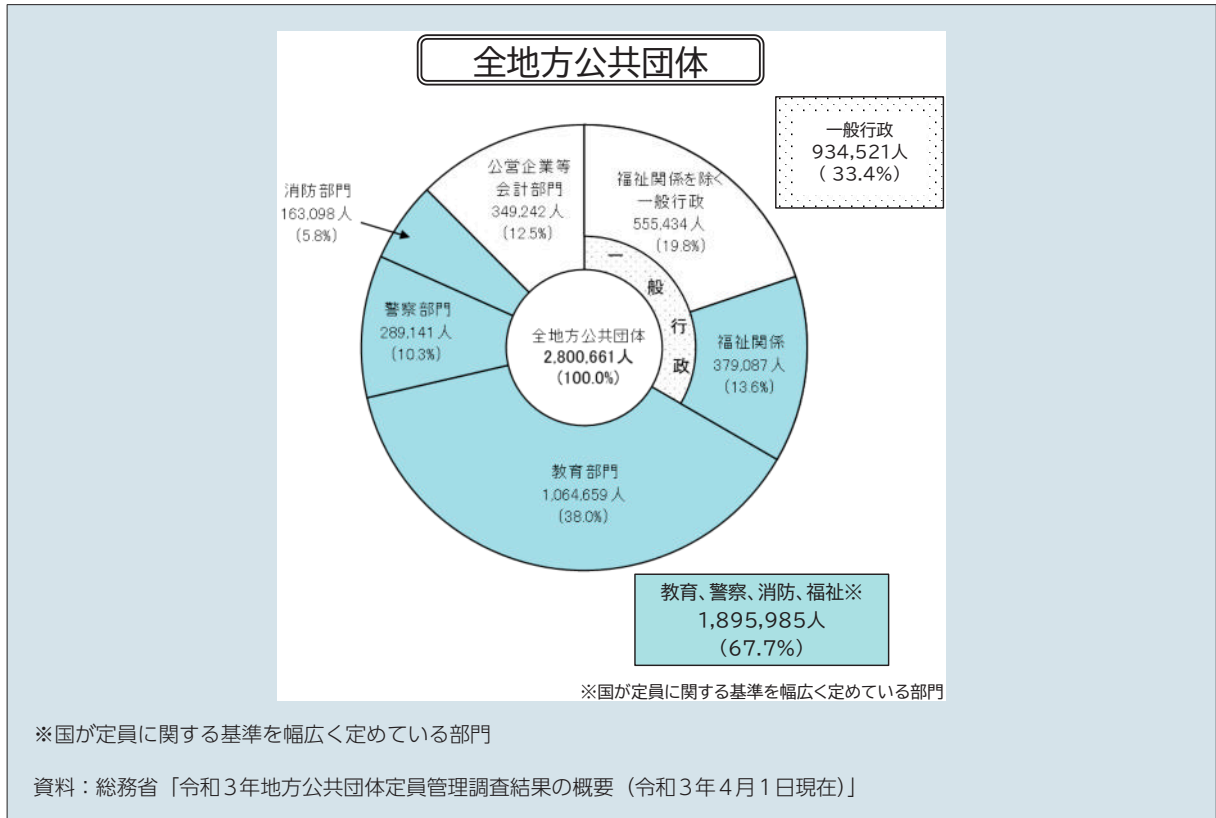 全地方公共団体
一般行政
934,521人
( 33.4%)
公営企業等
会計部門
349,242人
(12.5%)
福祉関係を除く
一般行政
555,434人
(19.8%)
消防部門
163,098人
(5.8%)
一
般
行
政
警察部門
289,141人
(10.3%)
全地方公共団体
2,800,661人
(100.0%)
福祉関係
379,087人
(13.6%)
教育部門
1,064,659人
(38.0%)
教育、警察、消防、福祉※
1,895,985人
(67.7%)
※国が定員に関する基準を幅広く定めている部門
※国が定員に関する基準を幅広く定めている部門
資料：総務省「令和３年地方公共団体定員管理調査結果の概要（令和３年４月１日現在）」